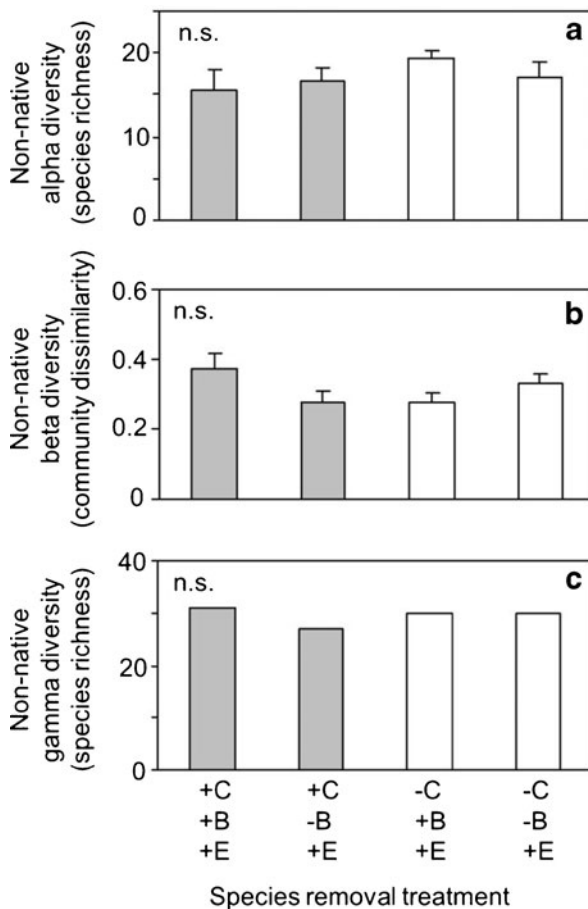 Non-native
alpha diversity
(species richness)
20
10
0
n.s.
a
Non-native
beta diversity
(community dissimilarity)
0.6
0.4
0.2
0
n.s.
b
Non-native
gamma diversity
(species richness)
40
20
0
n.s.
c
+C +C -C -C
+B -B +B -B
+E +E +E +E
Species removal treatment